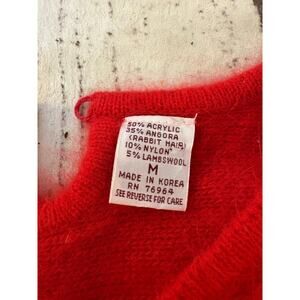 50% ACRYLIC
35% ANGORA
(RABBIT HAIR)
10% NYLON
5% LAMBSWOOL
M
MADE IN KOREA
RN 76964
SEE REVERSE FOR CARE